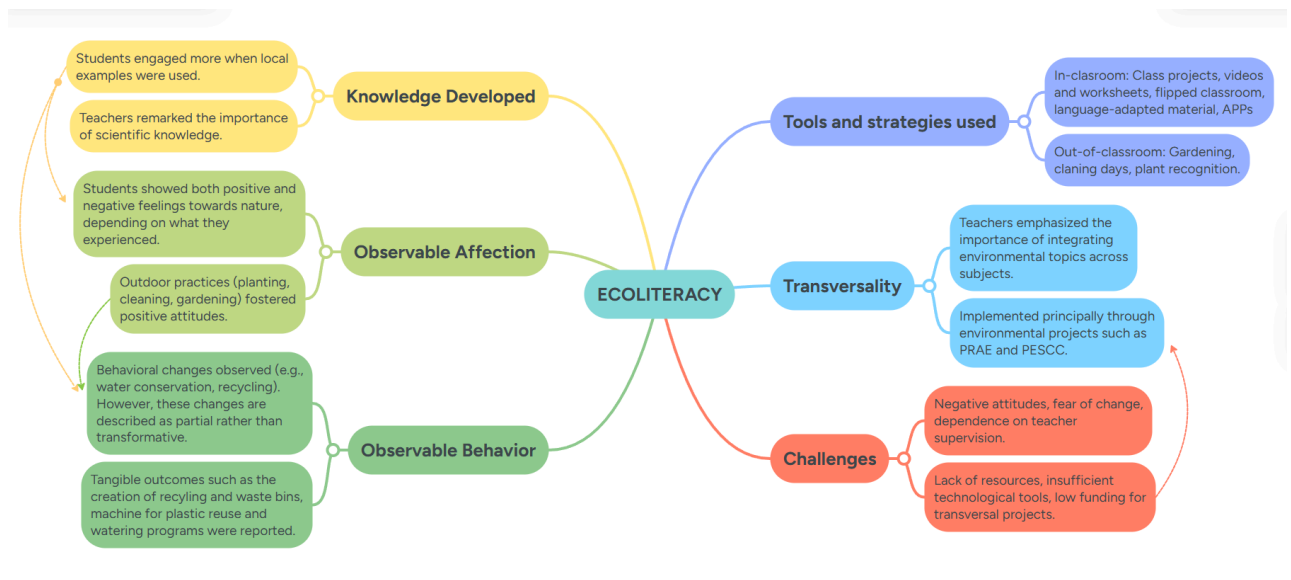 Students engaged more when local
examples were used.
Knowledge Developed
Teachers remarked the importance
of scientific knowledge.
Students showed both positive and
negative feelings towards nature,
depending on what they
experienced.
Observable Affection
Outdoor practices (planting,
cleaning, gardening) fostered
positive attitudes.
Behavioral changes observed (e.g.,
water conservation, recycling).
However, these changes are
described as partial rather than
transformative.
Observable Behavior
Tangible outcomes such as the
creation of recyling and waste bins,
machine for plastic reuse and
watering programs were reported.
ECOLITERACY
Tools and strategies used
In-clasroom: Class projects, videos
and worksheets, flipped classroom,
language-adapted material, APPs
Out-of-classroom: Gardening,
claning days, plant recognition.
Transversality
Teachers emphasized the
importance of integrating
environmental topics across
subjects.
Implemented principally through
environmental projects such as
PRAE and PESCC.
Challenges
Negative attitudes, fear of change,
dependence on teacher
supervision.
Lack of resources, insufficient
technological tools, low funding for
transversal projects.